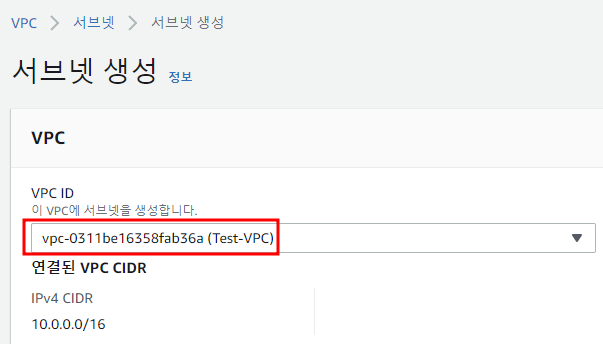 VPC > 서브넷 > 서브넷 생성
서브넷 생성 정보
VPC
VPC ID
이 VPC에 서브넷을 생성합니다.
vpc-0311be16358fab36a (Test-VPC)
연결된 VPC CIDR
IPv4 CIDR
10.0.0.0/16